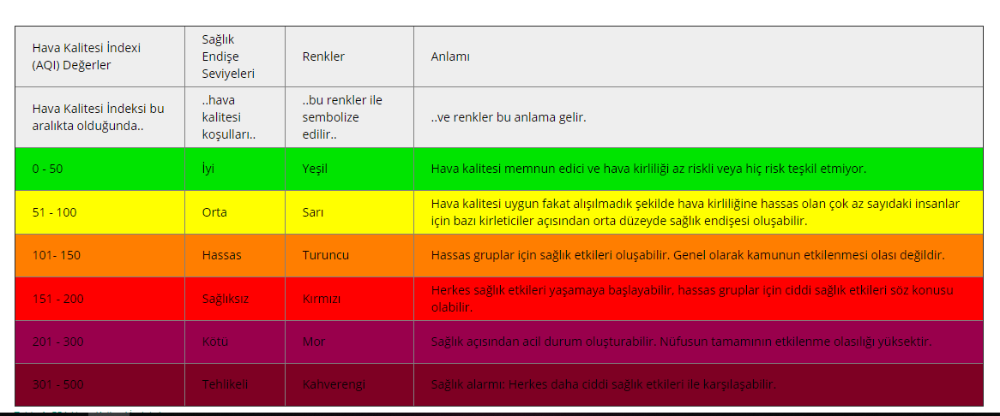 Hava Kalitesi İndexi
(AQI) Değerler
Sağlık
Endişe
Seviyeleri
Renkler
Anlamı
Hava Kalitesi İndeksi bu
aralıkta olduğunda..
..hava
kalitesi
koşulları..
..bu renkler ile
sembolize
edilir..
..ve renkler bu anlama gelir.
0 - 50
İyi
Yeşil
Hava kalitesi memnun edici ve hava kirliliği az riskli veya hiç risk teşkil etmiyor.
51 - 100
Orta
Sarı
Hava kalitesi uygun fakat alışılmadık şekilde hava kirliliğine hassas olan çok az sayıdaki insanlar
için bazı kirleticiler açısından orta düzeyde sağlık endişesi oluşabilir.
101- 150
Hassas
Turuncu
Hassas gruplar için sağlık etkileri oluşabilir. Genel olarak kamunun etkilenmesi olası değildir.
151 - 200
Sağlıksız
Kırmızı
Herkes sağlık etkileri yaşamaya başlayabilir, hassas gruplar için ciddi sağlık etkileri söz konusu
olabilir.
201 - 300
Kötü
Mor
Sağlık açısından acil durum oluşturabilir. Nüfusun tamamının etkilenme olasılığı yüksektir.
301 - 500
Tehlikeli
Kahverengi
Sağlık alarmı: Herkes daha ciddi sağlık etkileri ile karşılaşabilir.